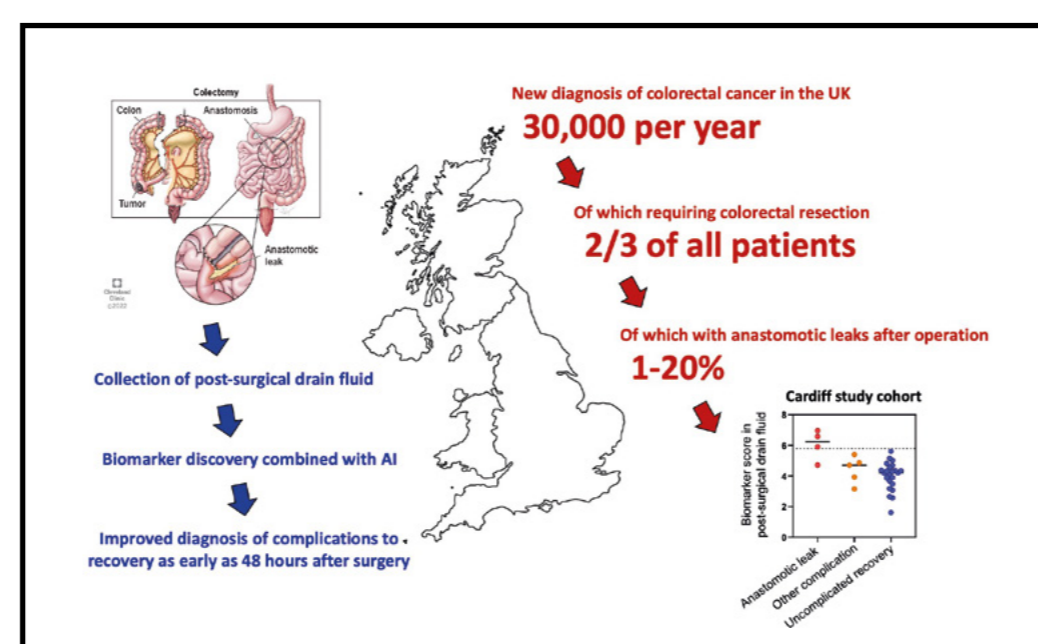 Colectomy
Colon
Anastomosis
Tumor
Anastomotic
leak
Cleveland
Clinic
©2022
Collection of post-surgical drain fluid
Biomarker discovery combined with AI
Improved diagnosis of complications to
recovery as early as 48 hours after surgery
New diagnosis of colorectal cancer in the UK
30,000 per year
Of which requiring colorectal resection
2/3 of all patients
Of which with anastomotic leaks after operation
1-20%
Cardiff study cohort
Biomarker score in
post-surgical drain fluid
8
6
4
2
0
Anastomotic leak
Other complication
Uncomplicated recovery